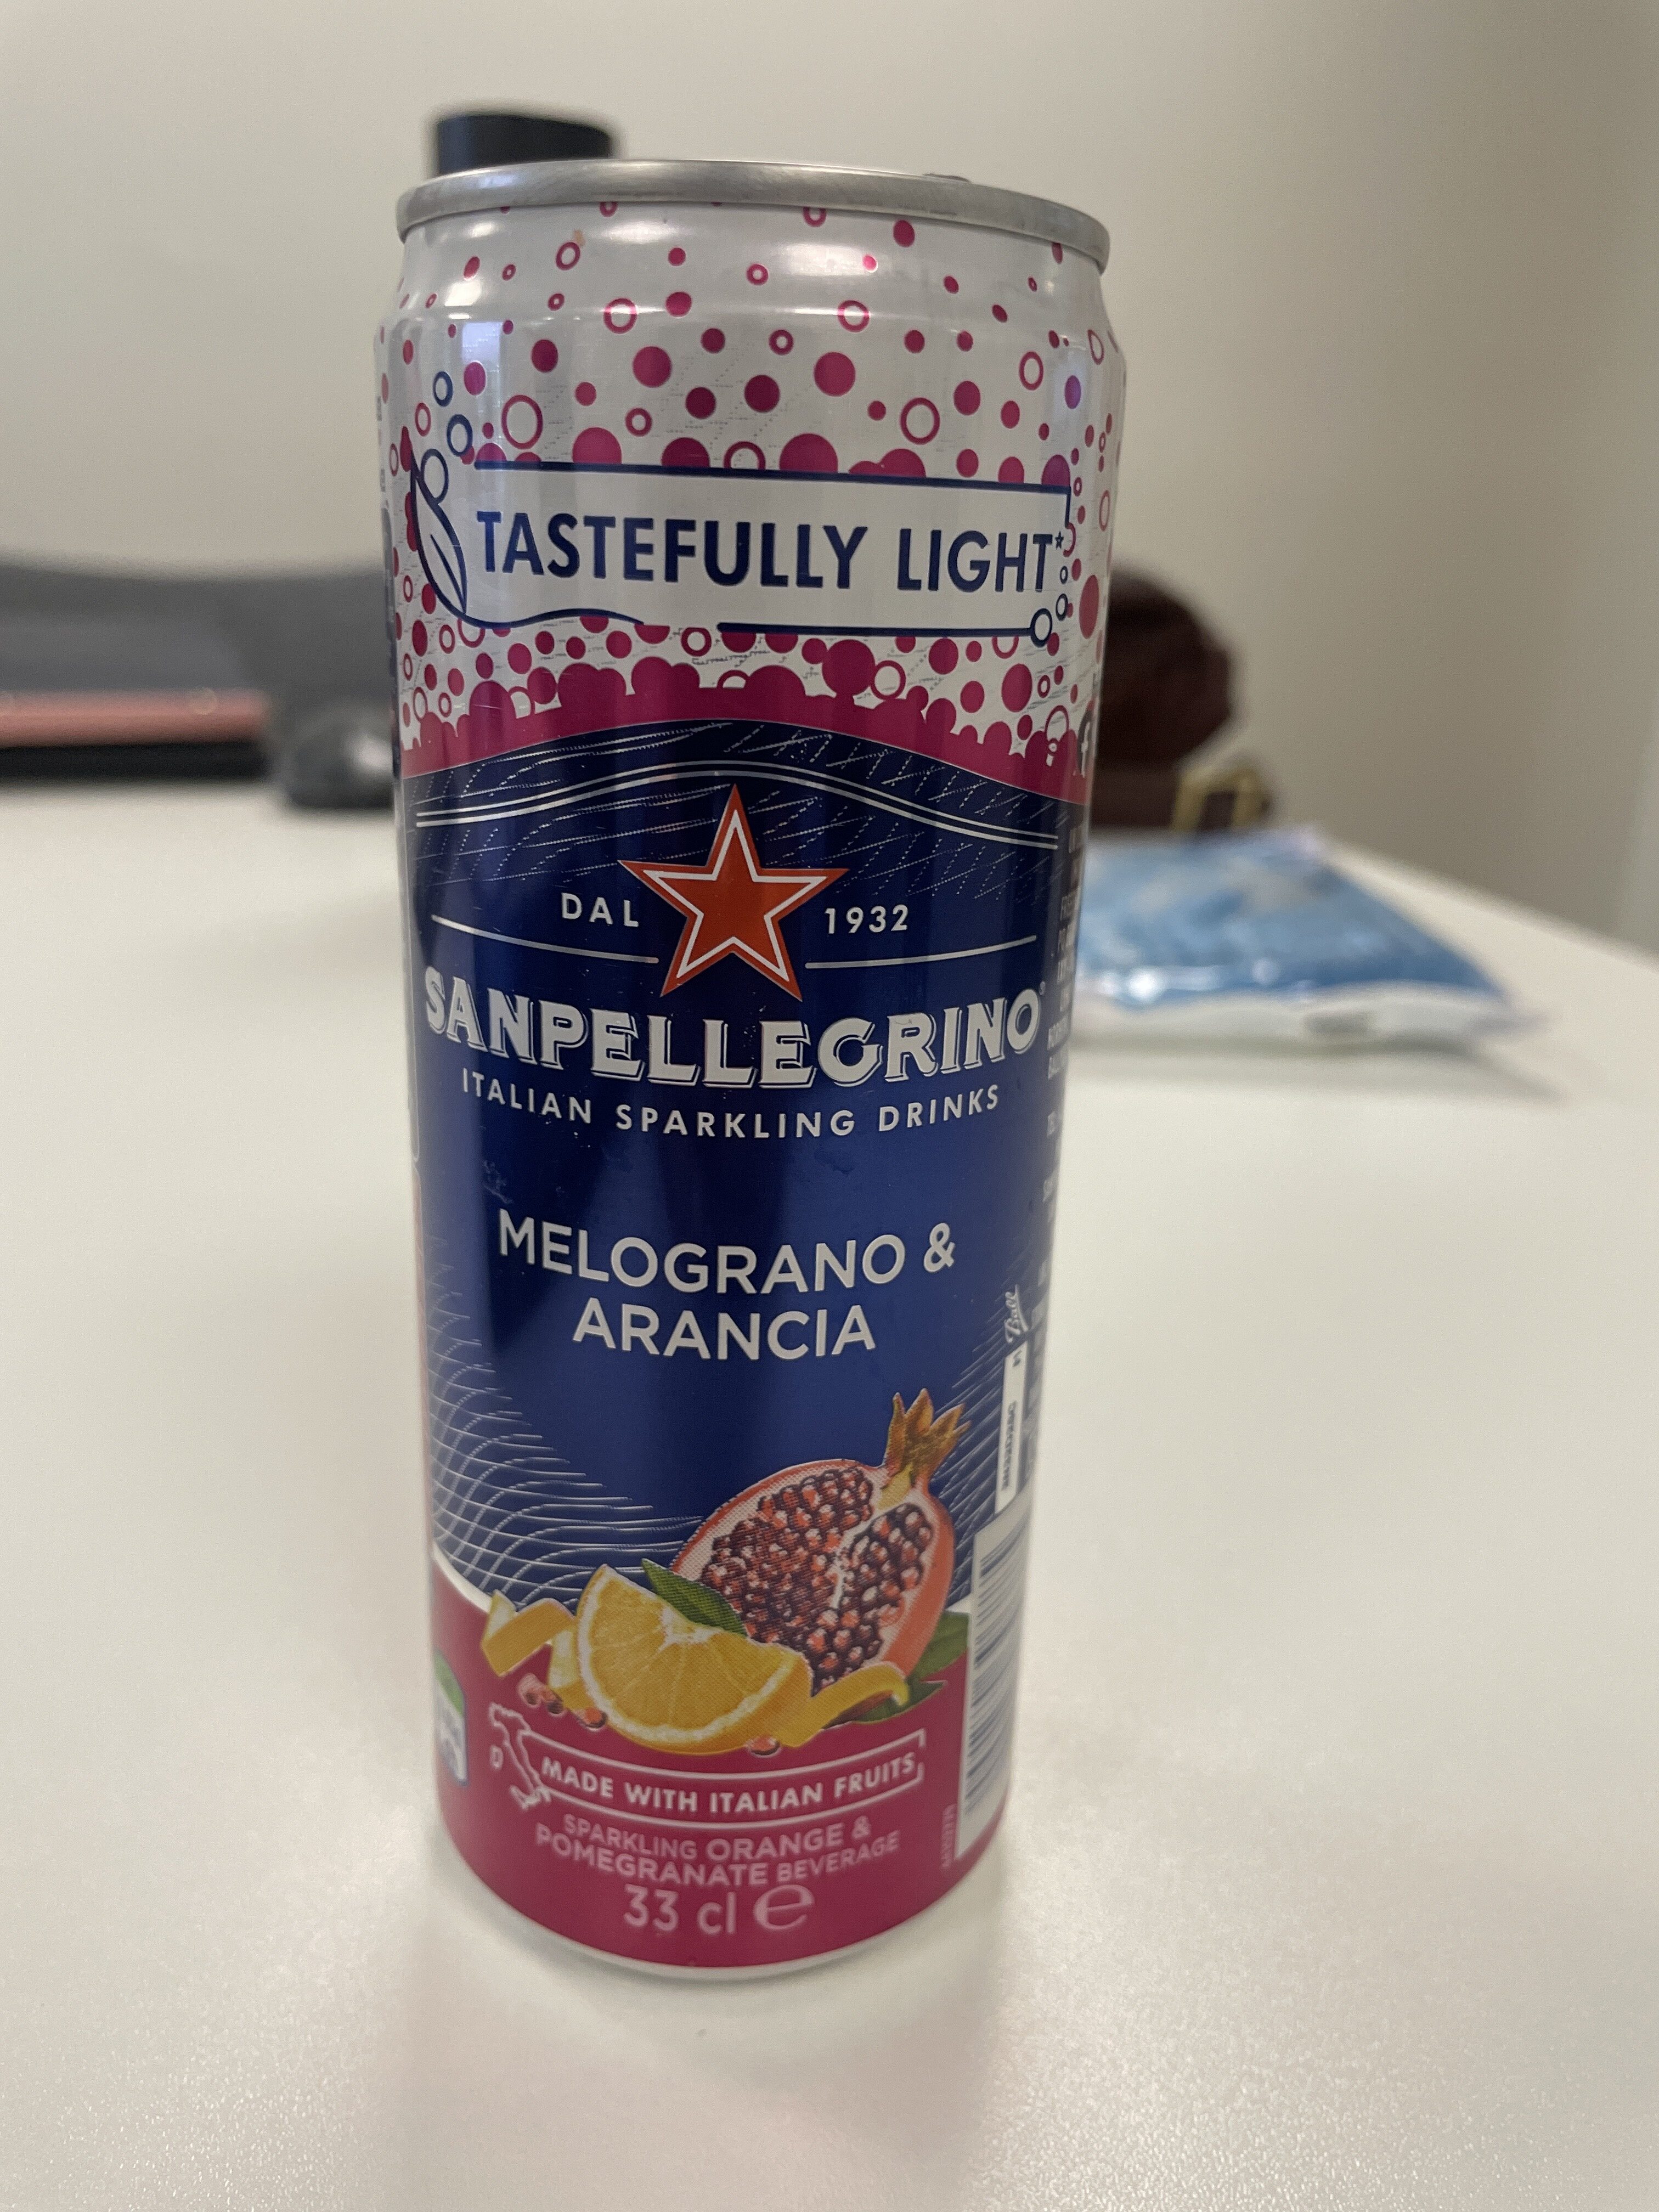 TASTEFULLY LIGHT*
DAL 1932
SANPELLEGRINO®
ITALIAN SPARKLING DRINKS
MELOGRANO &
ARANCIA
MADE WITH ITALIAN FRUITS
SPARKLING ORANGE &
POMEGRANATE BEVERAGE
33 cl e
Ball